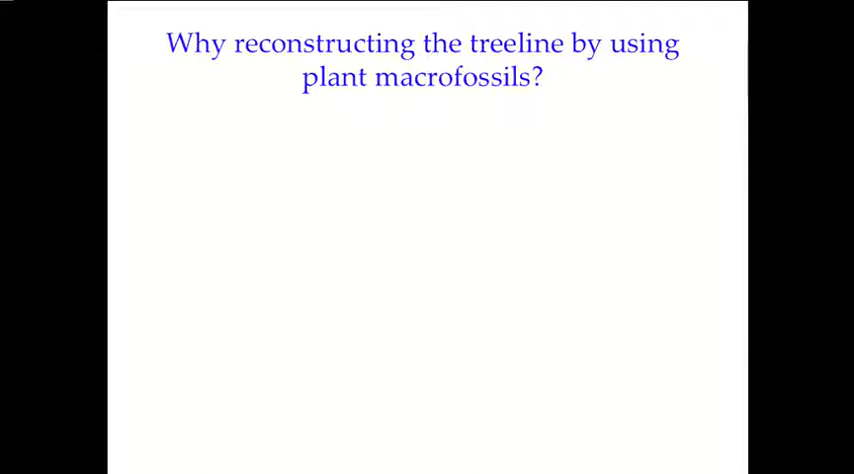 Why reconstructing the treeline by using
plant macrofossils?